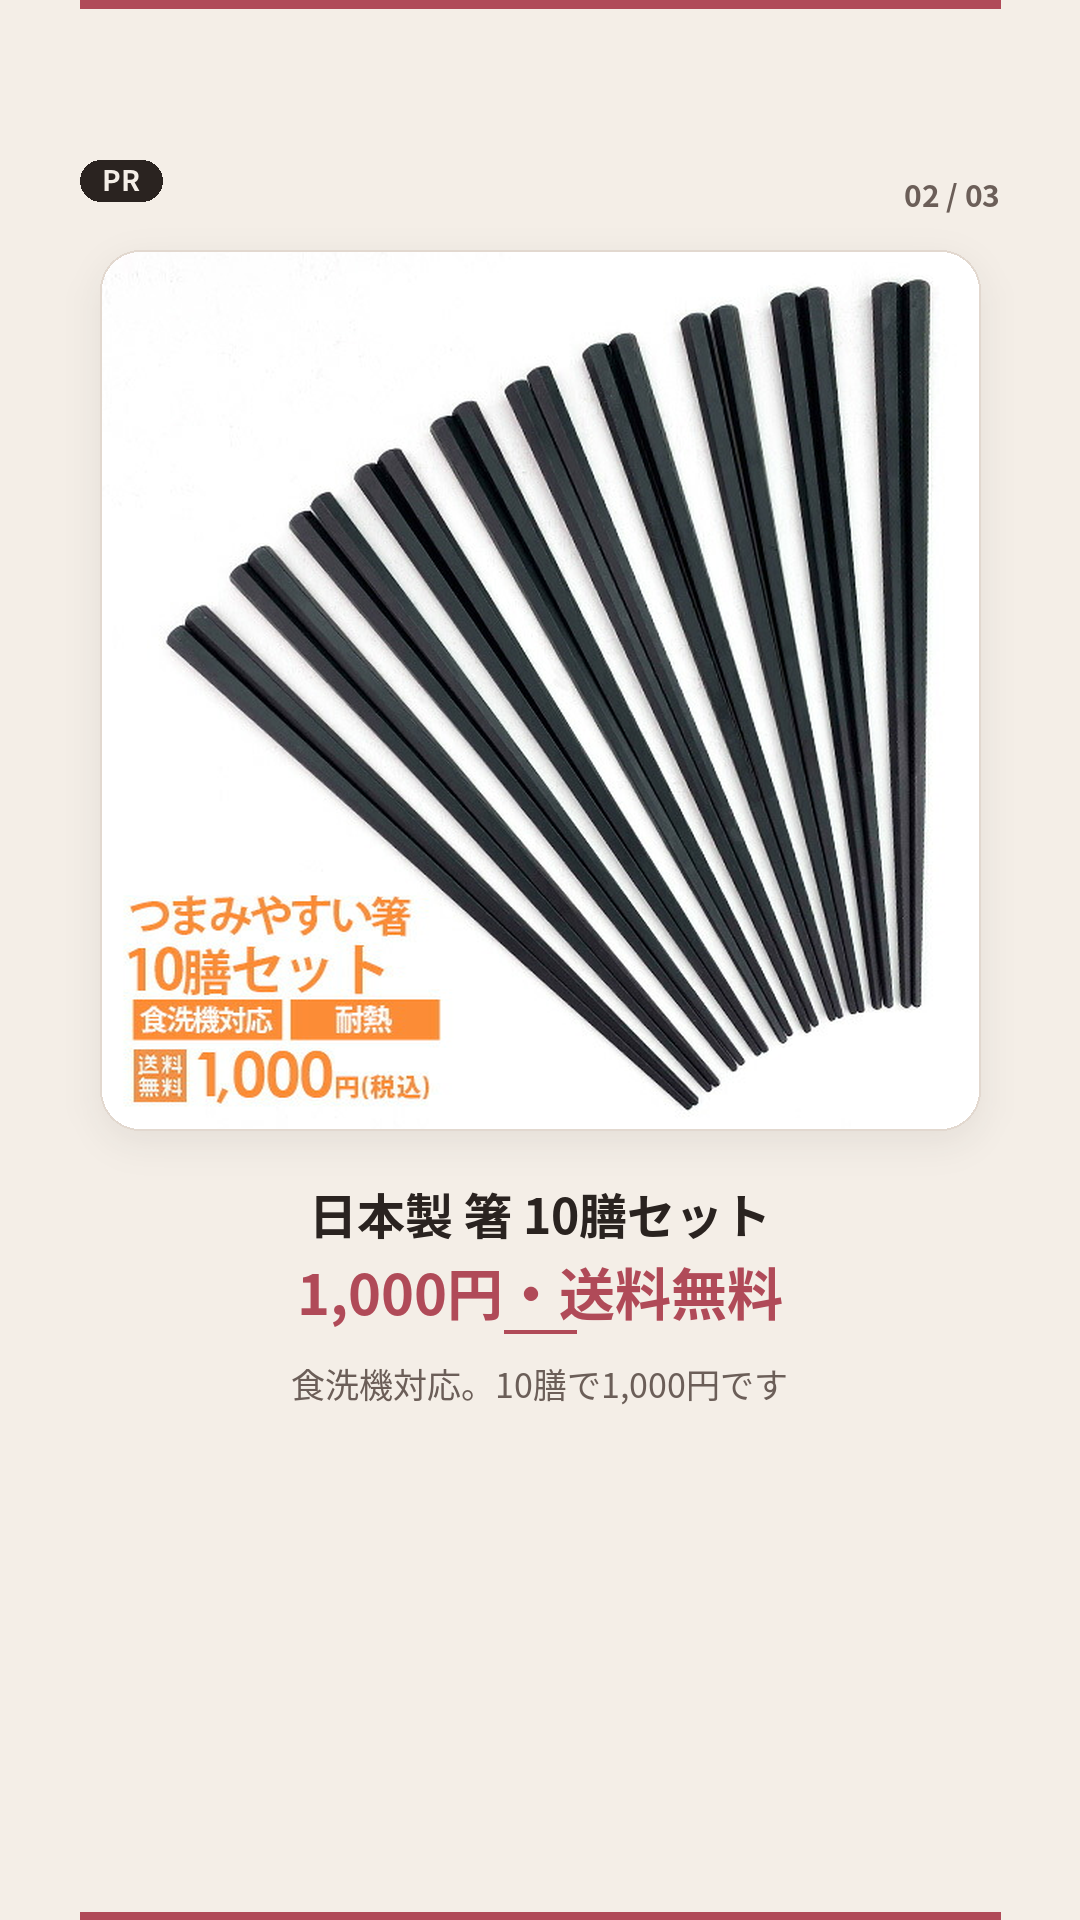 PR
02 / 03
つまみやすい箸
10膳セット
食洗機対応 耐熱
送料無料 1,000円(税込)
日本製 箸 10膳セット
1,000円・送料無料
食洗機対応。10膳で1,000円です